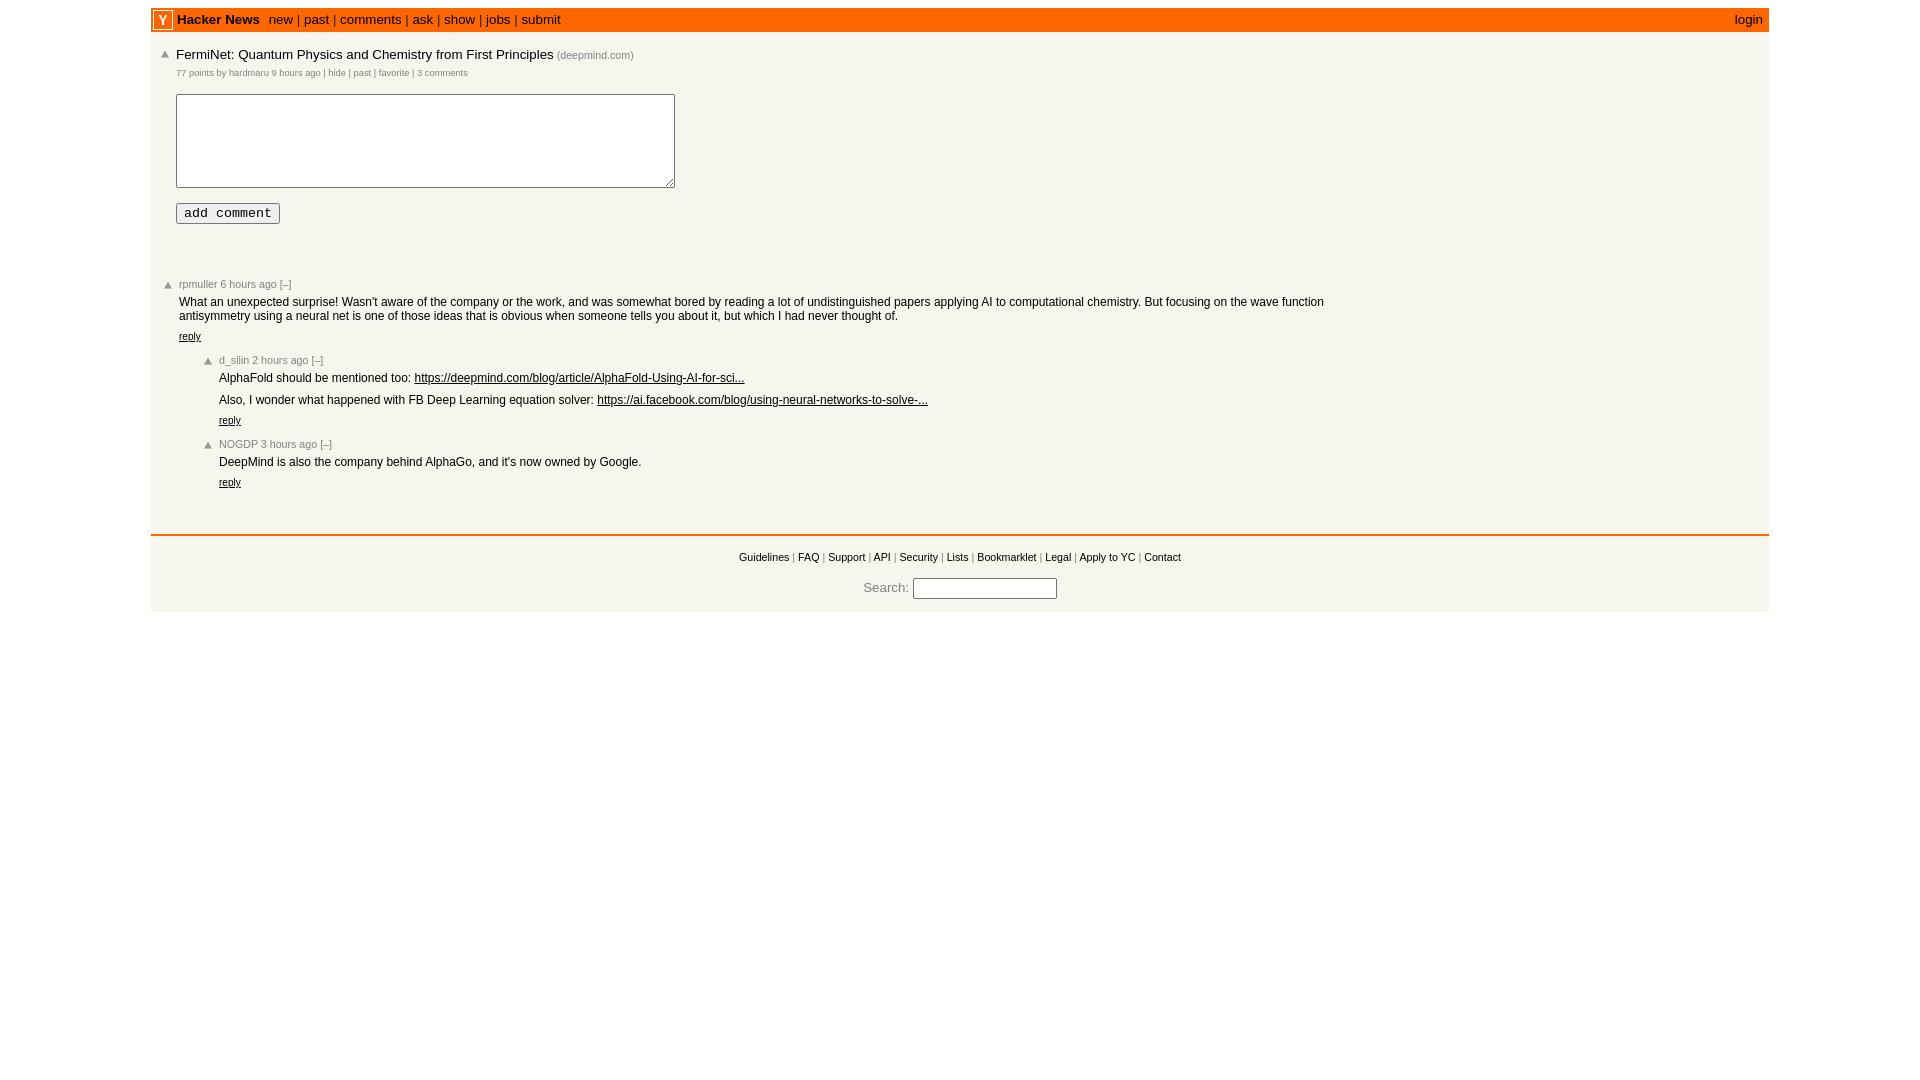 Y Hacker News new | past | comments | ask | show | jobs | submit login
FermiNet: Quantum Physics and Chemistry from First Principles (deepmind.com)
77 points by hardmaru 9 hours ago | hide | past | favorite | 3 comments
add comment
rpmuller 6 hours ago [–]
What an unexpected surprise! Wasn't aware of the company or the work, and was somewhat bored by reading a lot of undistinguished papers applying AI to computational chemistry. But focusing on the wave function
antisymmetry using a neural net is one of those ideas that is obvious when someone tells you about it, but which I had never thought of.
reply
d_silin 2 hours ago [–]
AlphaFold should be mentioned too: https://deepmind.com/blog/article/AlphaFold-Using-AI-for-sci...
Also, I wonder what happened with FB Deep Learning equation solver: https://ai.facebook.com/blog/using-neural-networks-to-solve-...
reply
NOGDP 3 hours ago [–]
DeepMind is also the company behind AlphaGo, and it's now owned by Google.
reply
Guidelines | FAQ | Support | API | Security | Lists | Bookmarklet | Legal | Apply to YC | Contact
Search: